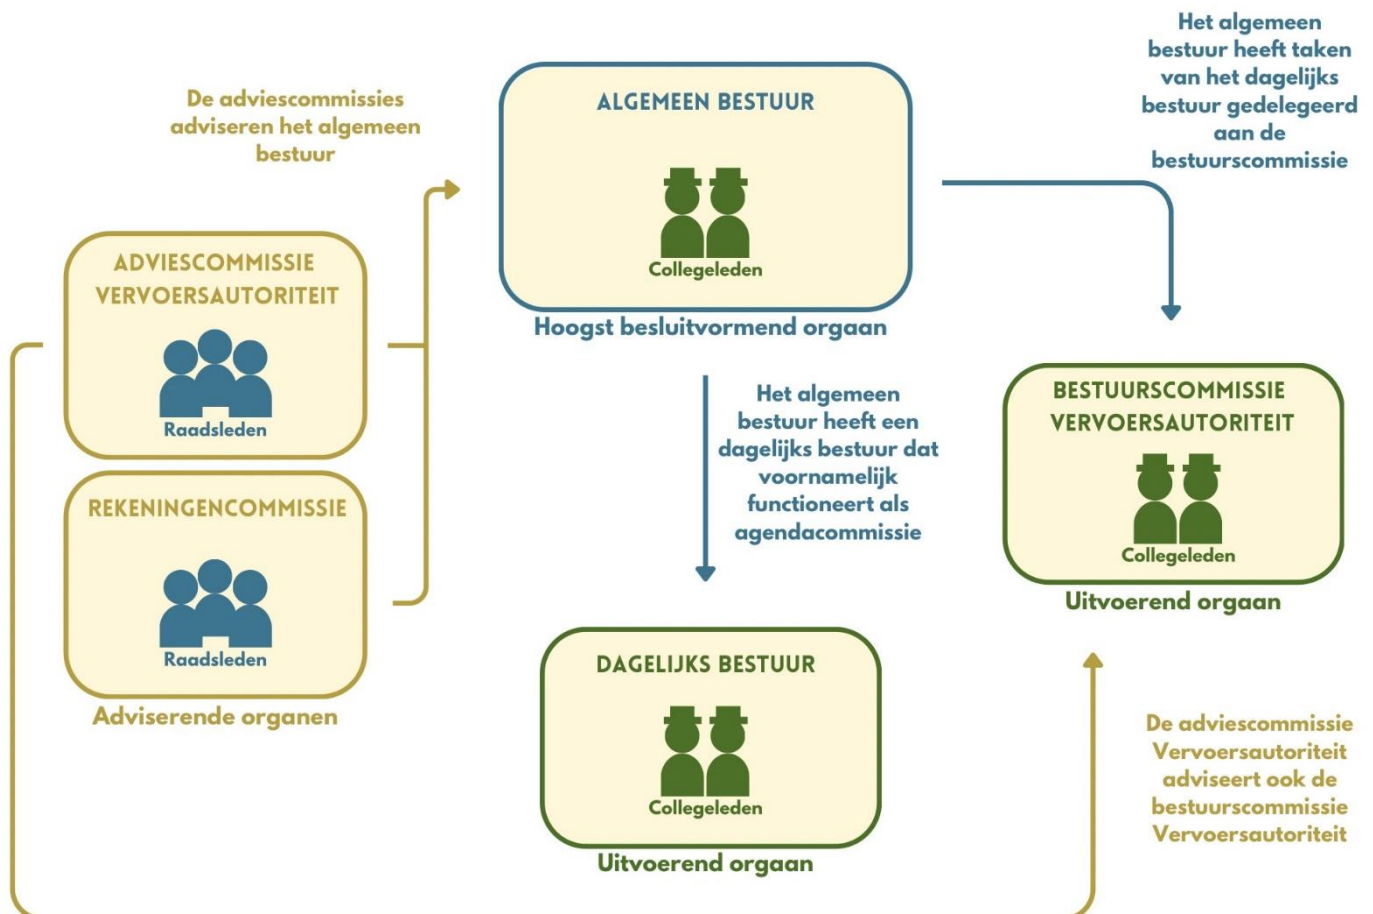 De adviescommissies
adviseren het algemeen
bestuur
ALGEMEEN BESTUUR
Collegeleden
Hoogst besluitvormend orgaan
Het algemeen
bestuur heeft taken
van het dagelijks
bestuur gedelegeerd
aan de
bestuurscommissie
ADVIESCOMMISSIE
VERVOERSAUTORITEIT
Raadsleden
REKENINGENCOMMISSIE
Raadsleden
Adviserende organen
Het algemeen
bestuur heeft een
dagelijks bestuur dat
voornamelijk
functioneert als
agendacommissie
BESTUURSCOMMISSIE
VERVOERSAUTORITEIT
Collegeleden
Uitvoerend orgaan
DAGELIJKS BESTUUR
Collegeleden
Uitvoerend orgaan
De adviescommissie
Vervoersautoriteit
adviseert ook de
bestuurscommissie
Vervoersautoriteit